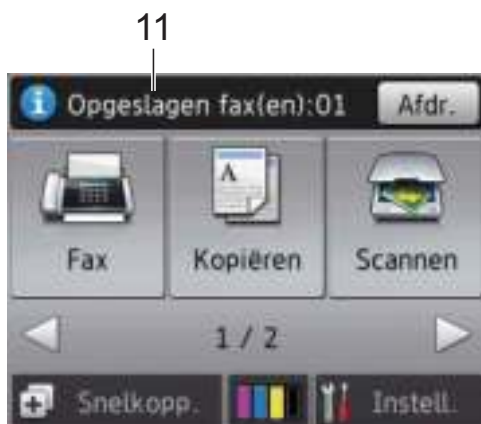 11
Opgeslagen fax(en):01 Afdr.
A
Fax Kopiëren Scannen
1 / 2
Snelkopp. Instell.